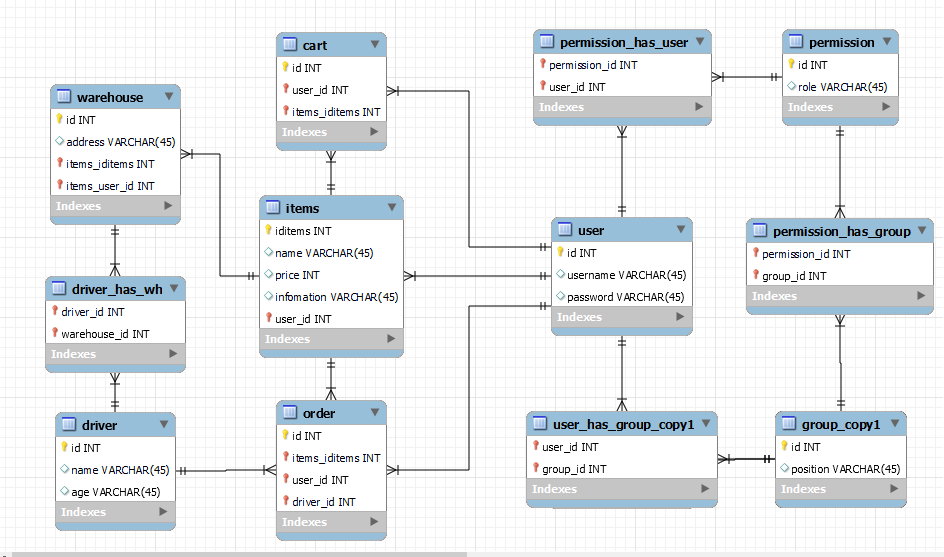 cart
id INT
user_id INT
items_iditems INT
Indexes
permission_has_user
permission_id INT
user_id INT
Indexes
permission
id INT
role VARCHAR(45)
Indexes
warehouse
id INT
address VARCHAR(45)
items_iditems INT
items_user_id INT
Indexes
items
iditems INT
name VARCHAR(45)
price INT
infomation VARCHAR(45)
user_id INT
Indexes
user
id INT
username VARCHAR(45)
password VARCHAR(45)
Indexes
permission_has_group
permission_id INT
group_id INT
Indexes
driver_has_wh
driver_id INT
warehouse_id INT
Indexes
driver
id INT
name VARCHAR(45)
age VARCHAR(45)
Indexes
order
id INT
items_iditems INT
user_id INT
driver_id INT
Indexes
user_has_group_copy1
user_id INT
group_id INT
Indexes
group_copy1
id INT
position VARCHAR(45)
Indexes